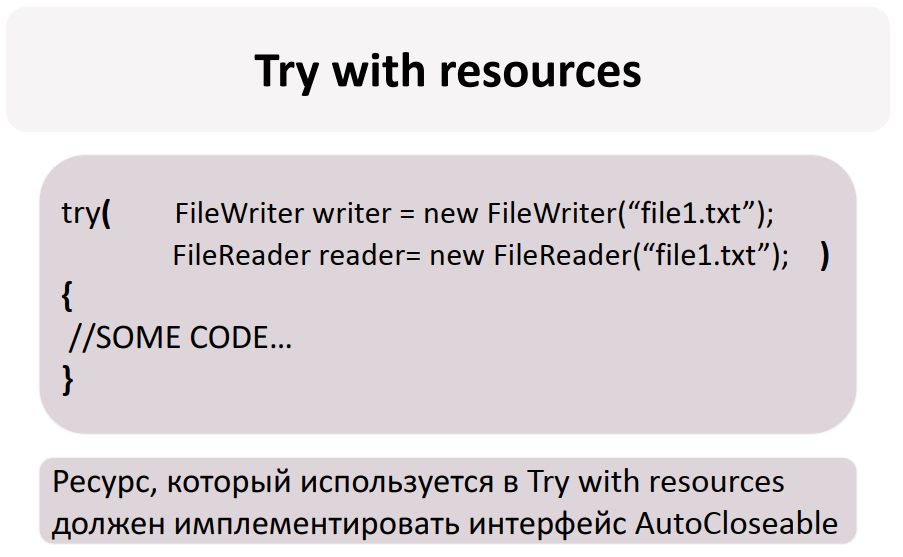 Try with resources
try( FileWriter writer = new FileWriter(“file1.txt”);
FileReader reader= new FileReader(“file1.txt”); )
{
//SOME CODE…
}
Ресурс, который используется в Try with resources
должен имплементировать интерфейс AutoCloseable